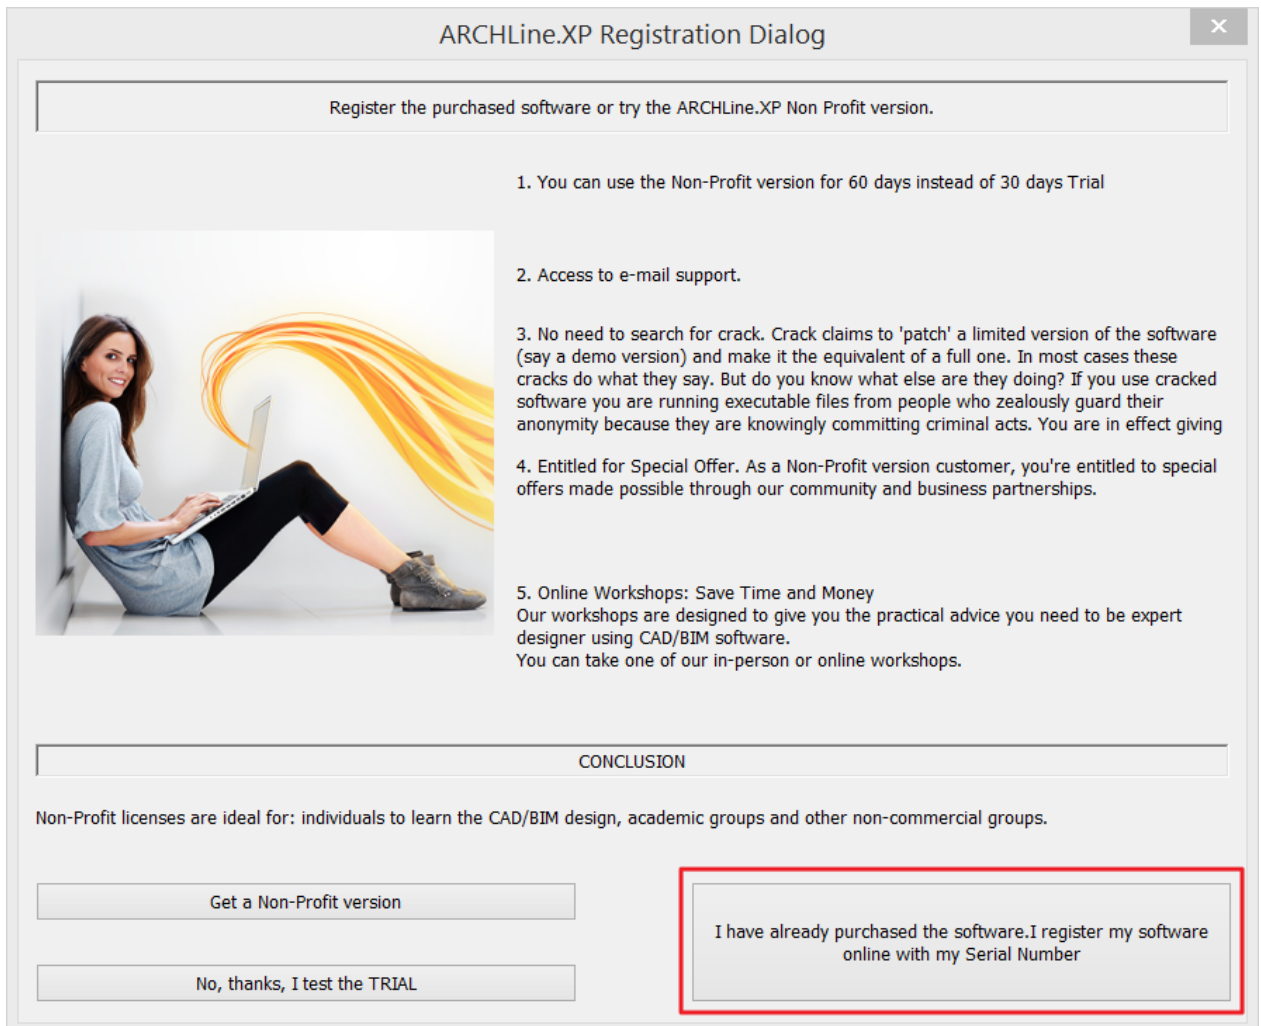 ARCHLine.XP Registration Dialog
Register the purchased software or try the ARCHLine.XP Non Profit version.
1. You can use the Non-Profit version for 60 days instead of 30 days Trial
2. Access to e-mail support.
3. No need to search for crack. Crack claims to 'patch' a limited version of the software
(say a demo version) and make it the equivalent of a full one. In most cases these
cracks do what they say. But do you know what else are they doing? If you use cracked
software you are running executable files from people who zealously guard their
anonymity because they are knowingly committing criminal acts. You are in effect giving
4. Entitled for Special Offer. As a Non-Profit version customer, you're entitled to special
offers made possible through our community and business partnerships.
5. Online Workshops: Save Time and Money
Our workshops are designed to give you the practical advice you need to be expert
designer using CAD/BIM software.
You can take one of our in-person or online workshops.
CONCLUSION
Non-Profit licenses are ideal for: individuals to learn the CAD/BIM design, academic groups and other non-commercial groups.
Get a Non-Profit version
No, thanks, I test the TRIAL
I have already purchased the software.I register my software
online with my Serial Number